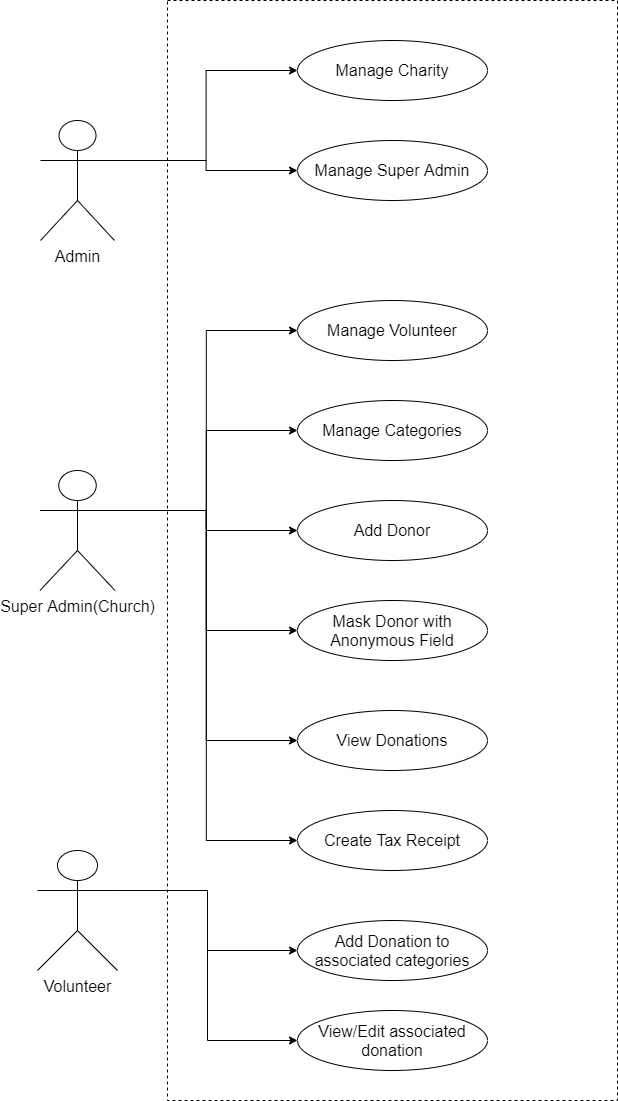 Manage Charity
Manage Super Admin
Admin
Manage Volunteer
Manage Categories
Add Donor
Super Admin(Church)
Mask Donor with
Anonymous Field
View Donations
Create Tax Receipt
Add Donation to
associated categories
Volunteer
View/Edit associated
donation